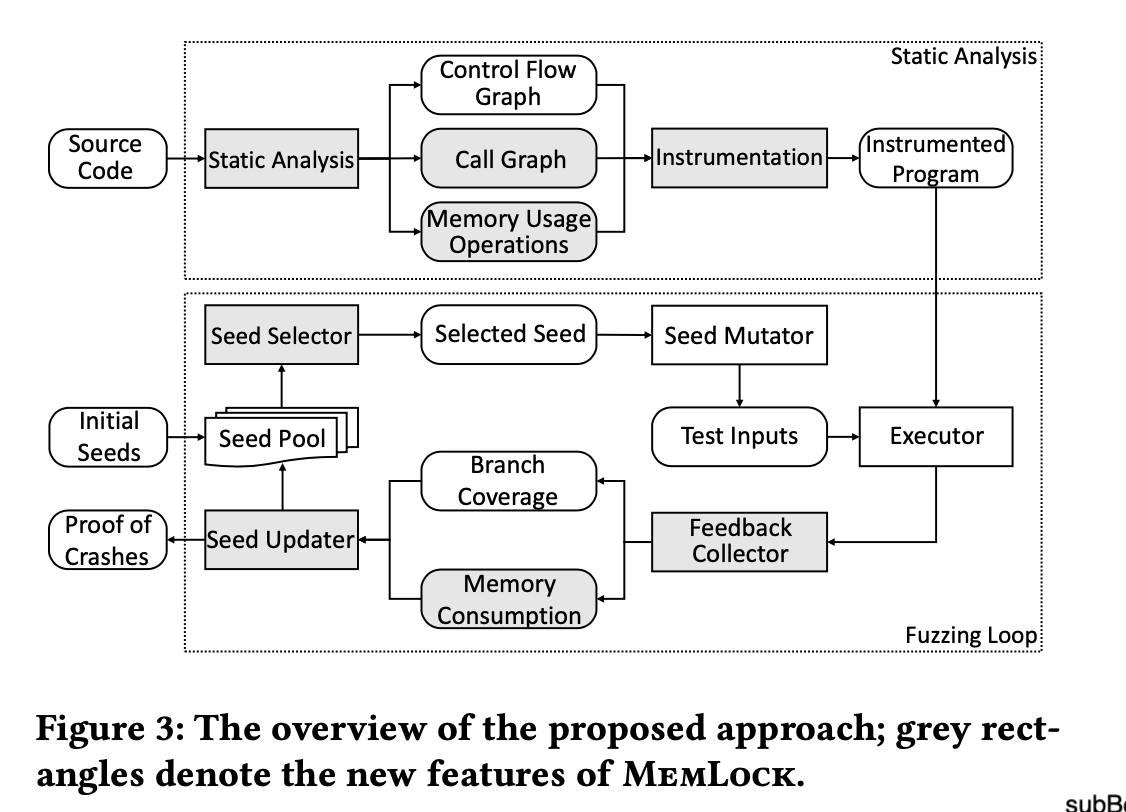 Static Analysis
Control Flow
Graph
Source
Code
Static Analysis
Call Graph
Instrumentation
Instrumented
Program
Memory Usage
Operations
Seed Selector
Selected Seed
Seed Mutator
Initial
Seeds
Seed Pool
Test Inputs
Executor
Branch
Coverage
Proof of
Crashes
Seed Updater
Feedback
Collector
Memory
Consumption
Fuzzing Loop
Figure 3: The overview of the proposed approach; grey rect-
angles denote the new features of MEMLOCK.